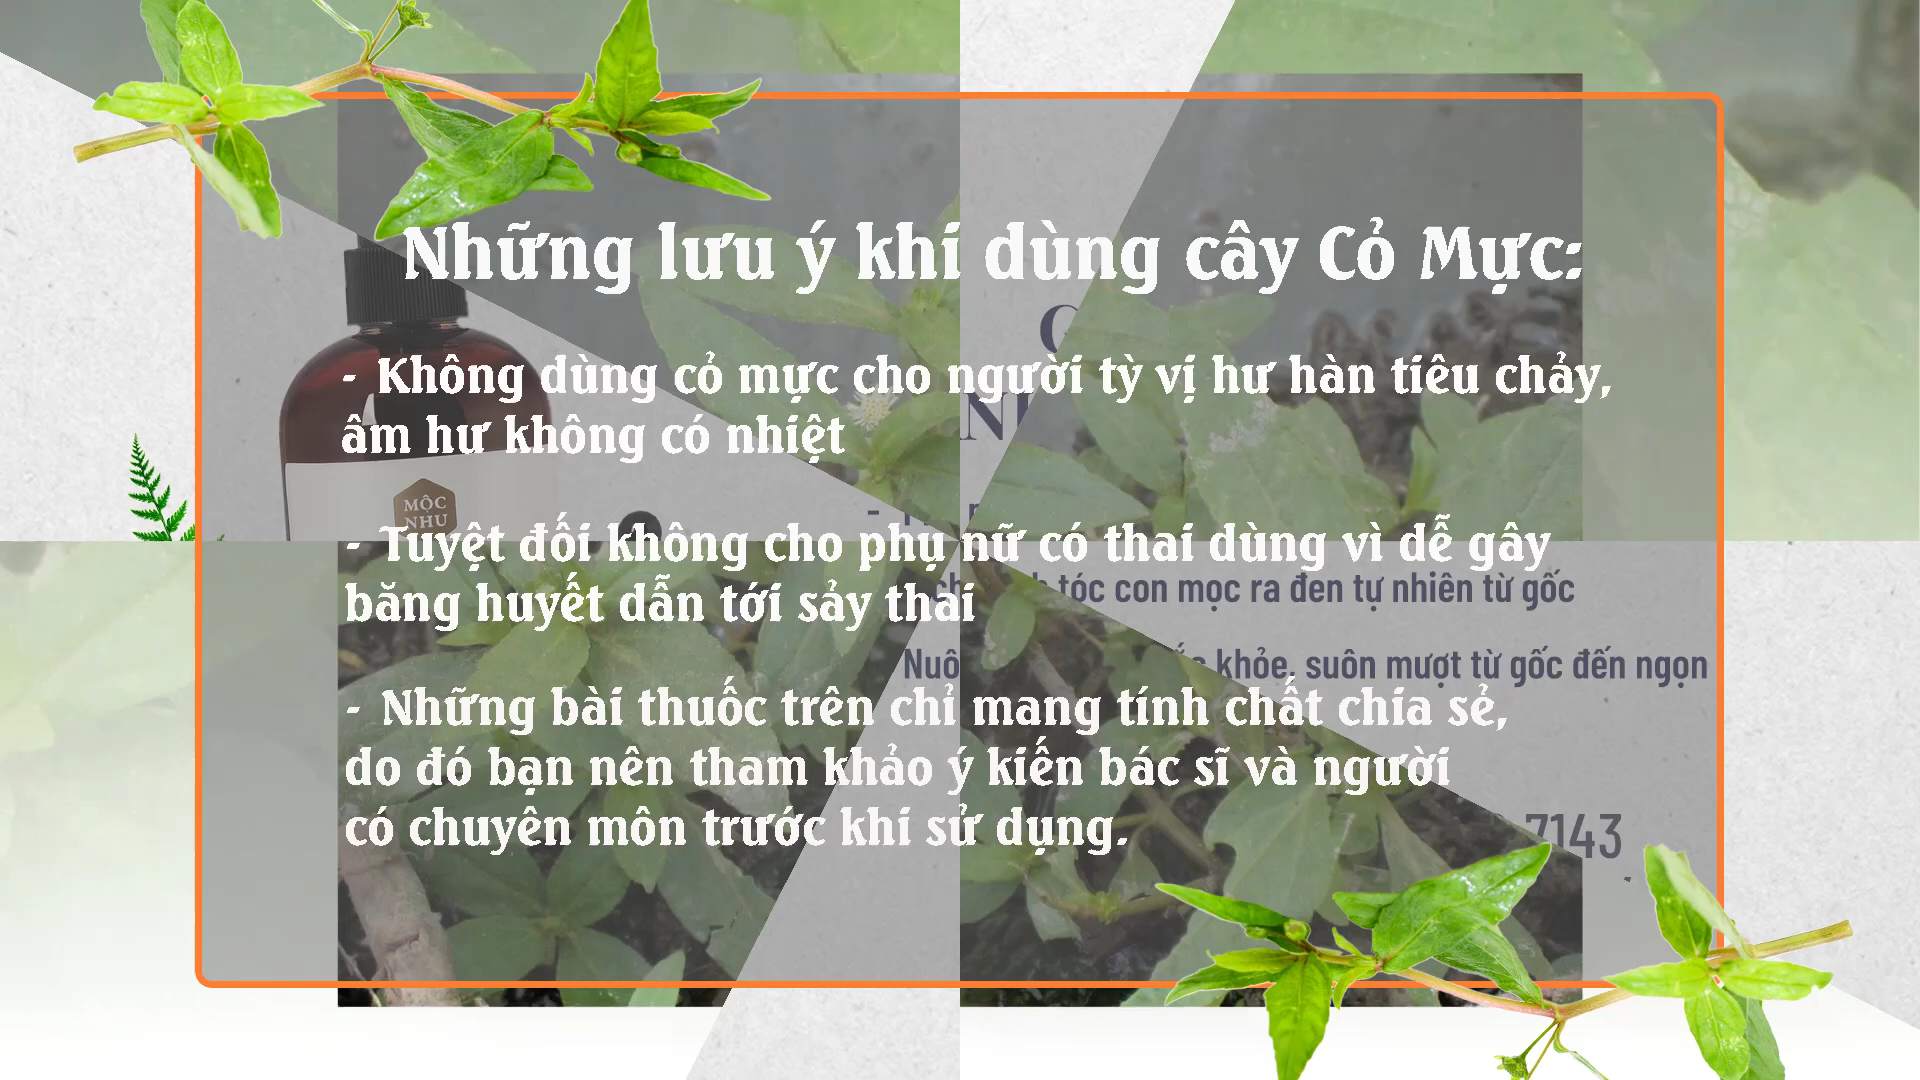 Những lưu ý khi dùng cây Cỏ Mực:
- Không dùng cỏ mực cho người tỳ vị hư hàn tiêu chảy,
âm hư không có nhiệt
MỘC
NHU
- Tuyệt đối không cho phụ nữ có thai dùng vì dễ gây
băng huyết dẫn tới sảy thai
tóc con mọc ra đen tự nhiên từ gốc
khỏe, suôn mượt từ gốc đến ngọn
- Những bài thuốc trên chỉ mang tính chất chia sẻ,
do đó bạn nên tham khảo ý kiến bác sĩ và người
có chuyên môn trước khi sử dụng.
7143